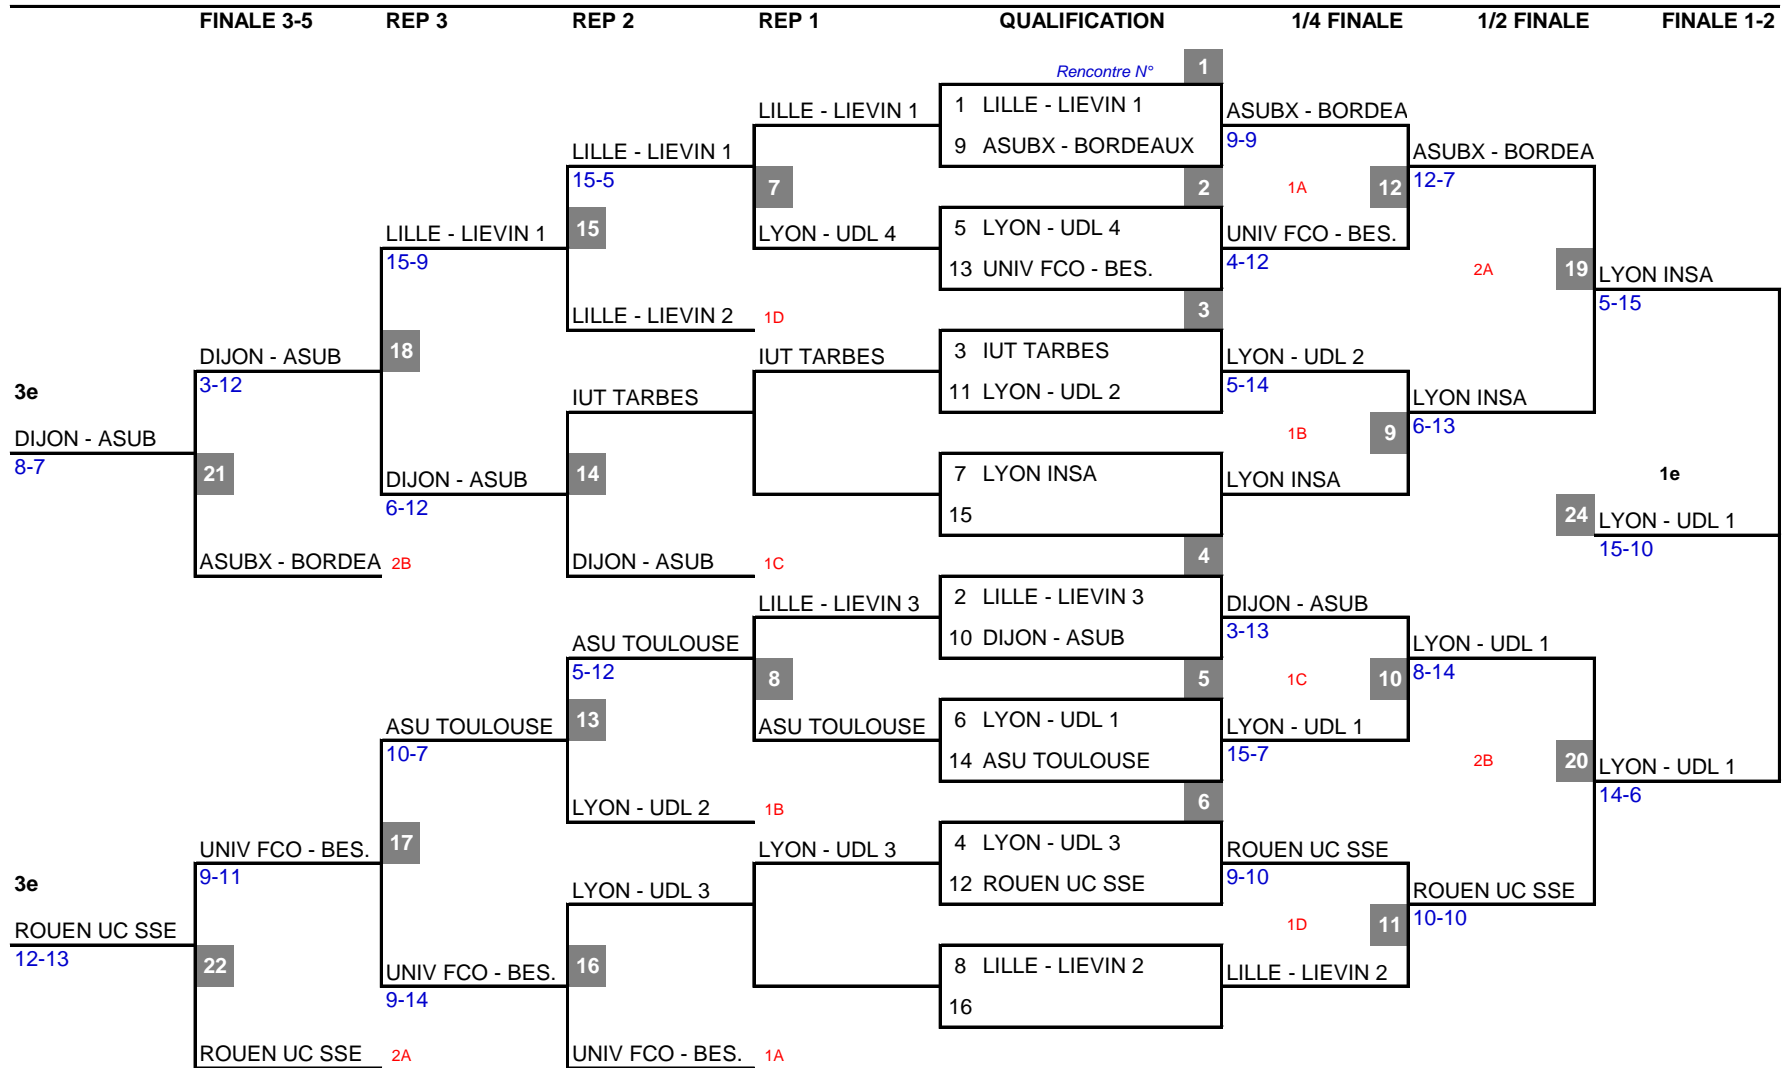 FINALE 3-5 REP 3 REP 2 REP 1 QUALIFICATION 1/4 FINALE 1/2 FINALE FINALE 1-2
Rencontre N° 1
LILLE - LIEVIN 1 1 LILLE - LIEVIN 1 ASUBX - BORDEA
LILLE - LIEVIN 1 9 ASUBX - BORDEAUX 9-9 ASUBX - BORDEA
15-5 7 2 1A 12 12-7
LILLE - LIEVIN 1 15 LYON - UDL 4 5 LYON - UDL 4 UNIV FCO - BES.
15-9 13 UNIV FCO - BES. 4-12 2A 19 LYON INSA
LILLE - LIEVIN 2 1D 3 5-15
DIJON - ASUB 18 IUT TARBES 3 IUT TARBES LYON - UDL 2
3e 3-12 IUT TARBES 11 LYON - UDL 2 5-14 LYON INSA
DIJON - ASUB 1B 9 6-13
8-7 21 DIJON - ASUB 14 7 LYON INSA LYON INSA 1e
6-12 15 24 LYON - UDL 1
ASUBX - BORDEA 2B DIJON - ASUB 1C 4 15-10
LILLE - LIEVIN 3 2 LILLE - LIEVIN 3 DIJON - ASUB
ASU TOULOUSE 10 DIJON - ASUB 3-13 LYON - UDL 1
5-12 8 5 1C 10 8-14
ASU TOULOUSE 13 ASU TOULOUSE 6 LYON - UDL 1 LYON - UDL 1
10-7 14 ASU TOULOUSE 15-7 2B 20 LYON - UDL 1
LYON - UDL 2 1B 6 14-6
UNIV FCO - BES. 17 LYON - UDL 3 4 LYON - UDL 3 ROUEN UC SSE
3e 9-11 LYON - UDL 3 12 ROUEN UC SSE 9-10 ROUEN UC SSE
ROUEN UC SSE 1D 11 10-10
12-13 22 UNIV FCO - BES. 16 8 LILLE - LIEVIN 2 LILLE - LIEVIN 2
9-14 16
ROUEN UC SSE 2A UNIV FCO - BES. 1A